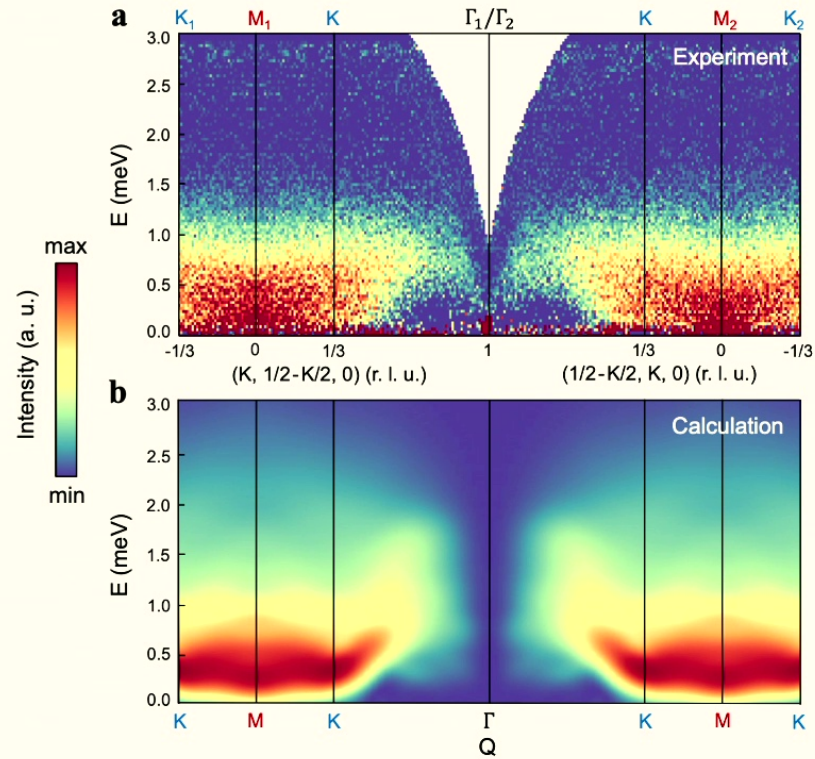 a
K₁ M₁ K Γ₁/Γ₂ K M₂ K₂
Experiment
3.0
2.5
2.0
1.5
1.0
0.5
0.0
E (meV)
-1/3 0 1/3 1 1/3 0 -1/3
(K, 1/2-K/2, 0) (r. l. u.) (1/2-K/2, K, 0) (r. l. u.)
max
Intensity (a. u.)
min
b
Calculation
3.0
2.5
2.0
1.5
1.0
0.5
0.0
E (meV)
K M K Γ K M K
Q